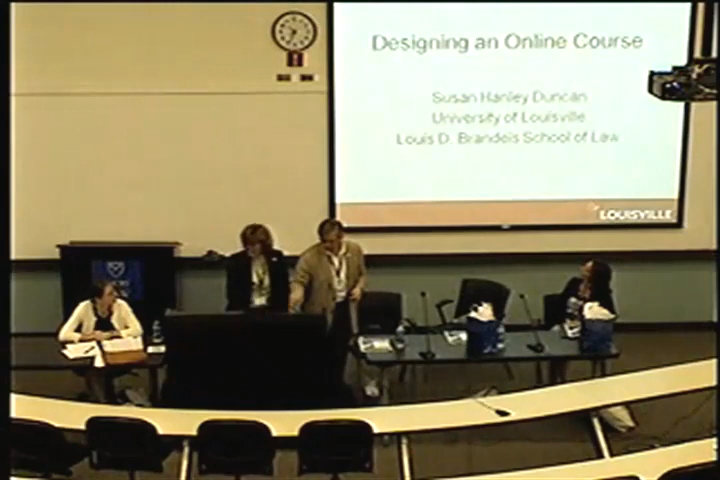 Designing an Online Course
Susan Hanley Duncan
University of Louisville
Louis D. Brandeis School of Law
LOUISVILLE